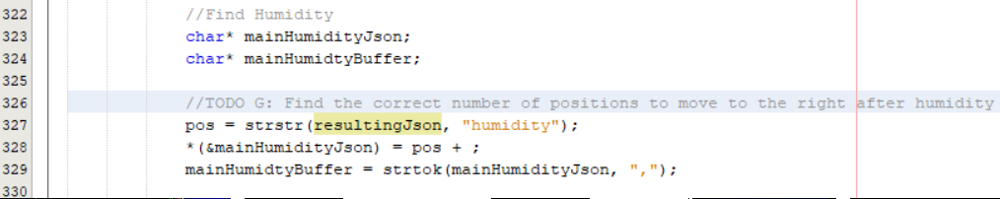 322 //Find Humidity
323 char* mainHumidityJson;
324 char* mainHumidtyBuffer;
325
326 //TODO G: Find the correct number of positions to move to the right after humidity
327 pos = strstr(resultingJson, "humidity");
328 *(&mainHumidityJson) = pos + ;
329 mainHumidtyBuffer = strtok(mainHumidityJson, ",");
330